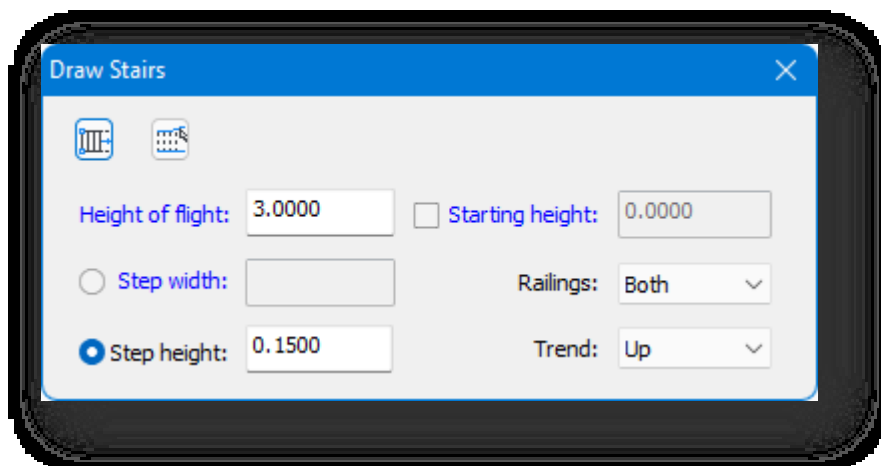 Draw Stairs
Height of flight: 3.0000 Starting height: 0.0000
Step width: Railings: Both
Step height: 0.1500 Trend: Up